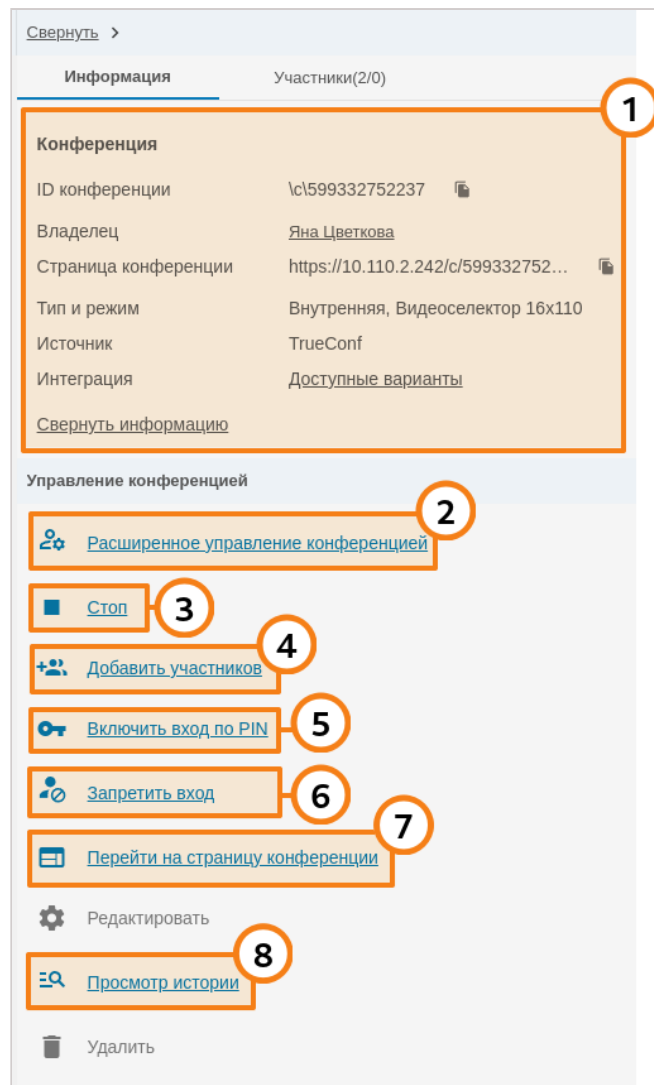 Свернуть >
Информация Участники(2/0)
1
Конференция
ID конференции \c\599332752237
Владелец Яна Цветкова
Страница конференции https://10.110.2.242/c/599332752...
Тип и режим Внутренняя, Видеоселектор 16x110
Источник TrueConf
Интеграция Доступные варианты
Свернуть информацию
Управление конференцией
2
Расширенное управление конференцией
Стоп 3
4
Добавить участников
Включить вход по PIN 5
Запретить вход 6
7
Перейти на страницу конференции
Редактировать
8
Просмотр истории
Удалить